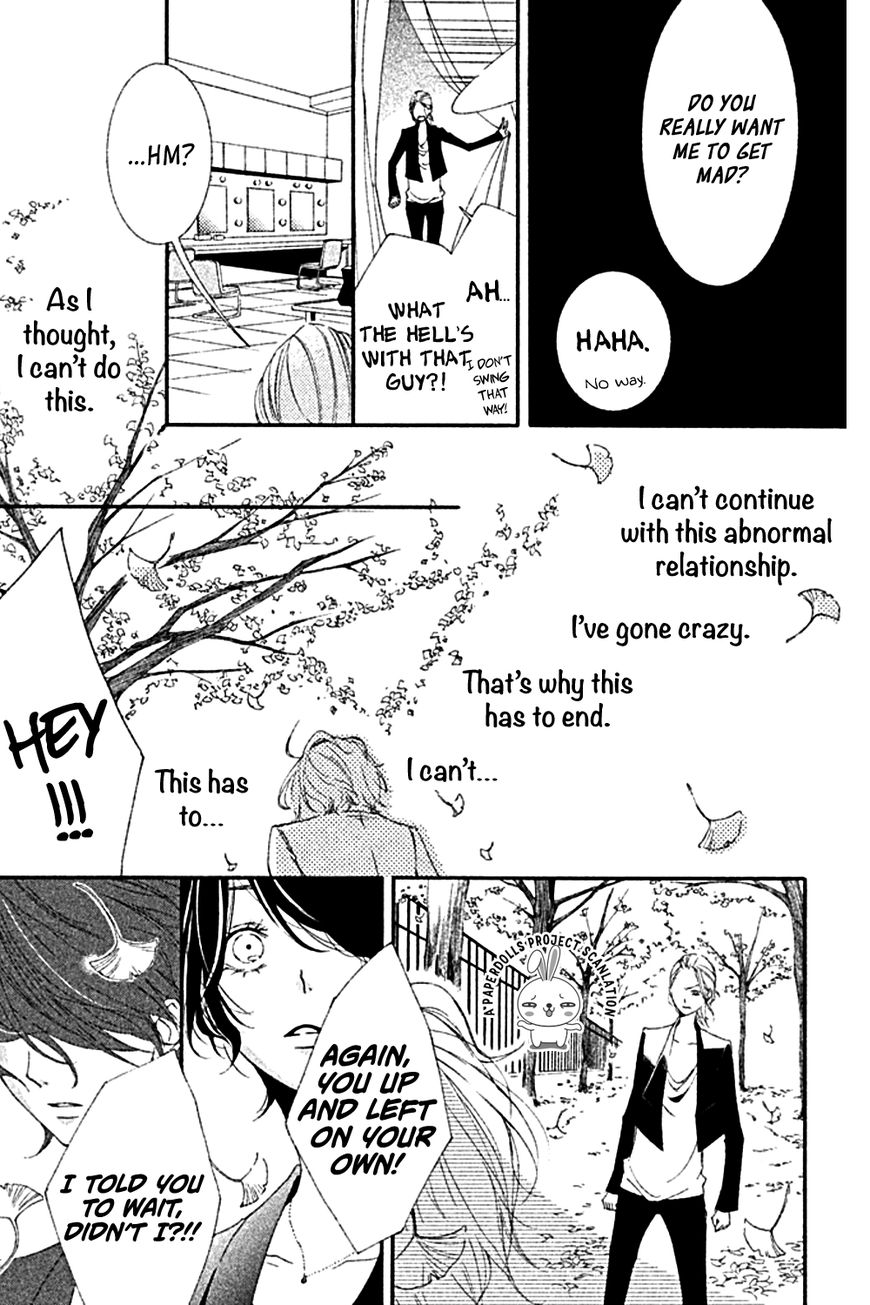 DO YOU
REALLY WANT
ME TO GET
MAD?
HAHA.
No way.
AH...
WHAT
THE HELL'S
WITH THAT
GUY?!
I DON'T
SWING
THAT
WAY!
...HM?
As I
thought,
I can't do
this.
I can't continue
with this abnormal
relationship.
I've gone crazy.
That's why this
has to end.
I can't...
This has
to...
HEY
!!!
A PAPERDOLLS PROJECT SCANLATION
AGAIN,
YOU UP
AND LEFT
ON YOUR
OWN!
I TOLD YOU
TO WAIT,
DIDN'T I?!!